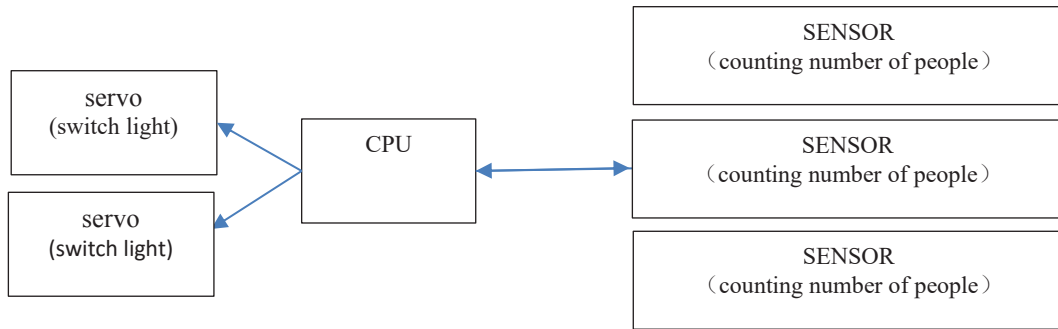 SENSOR
（counting number of people）
servo
(switch light)
CPU
SENSOR
（counting number of people）
servo
(switch light)
SENSOR
（counting number of people）